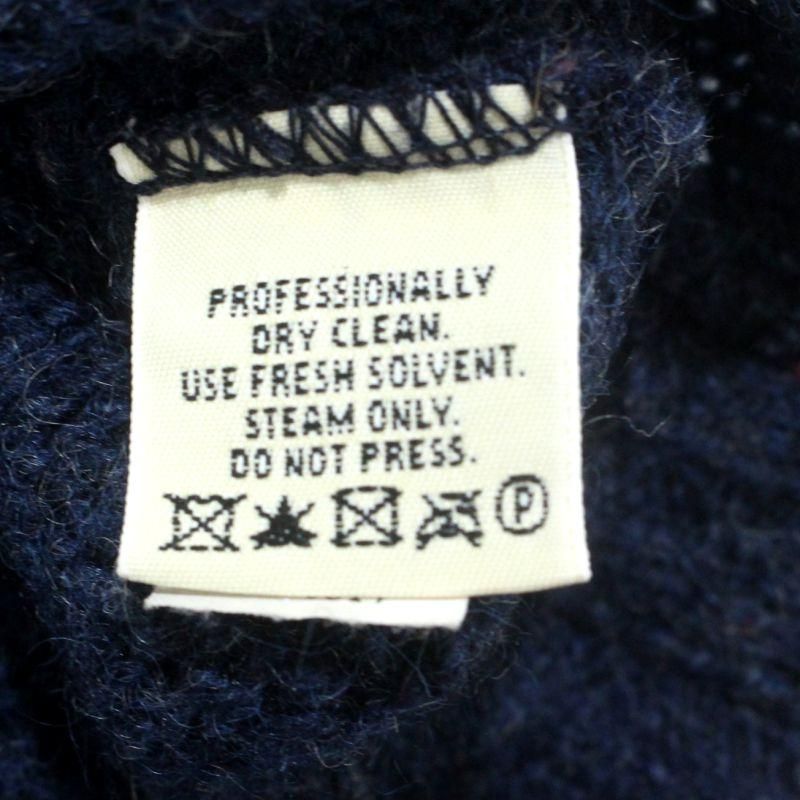 PROFESSIONALLY
DRY CLEAN.
USE FRESH SOLVENT.
STEAM ONLY.
DO NOT PRESS.
P